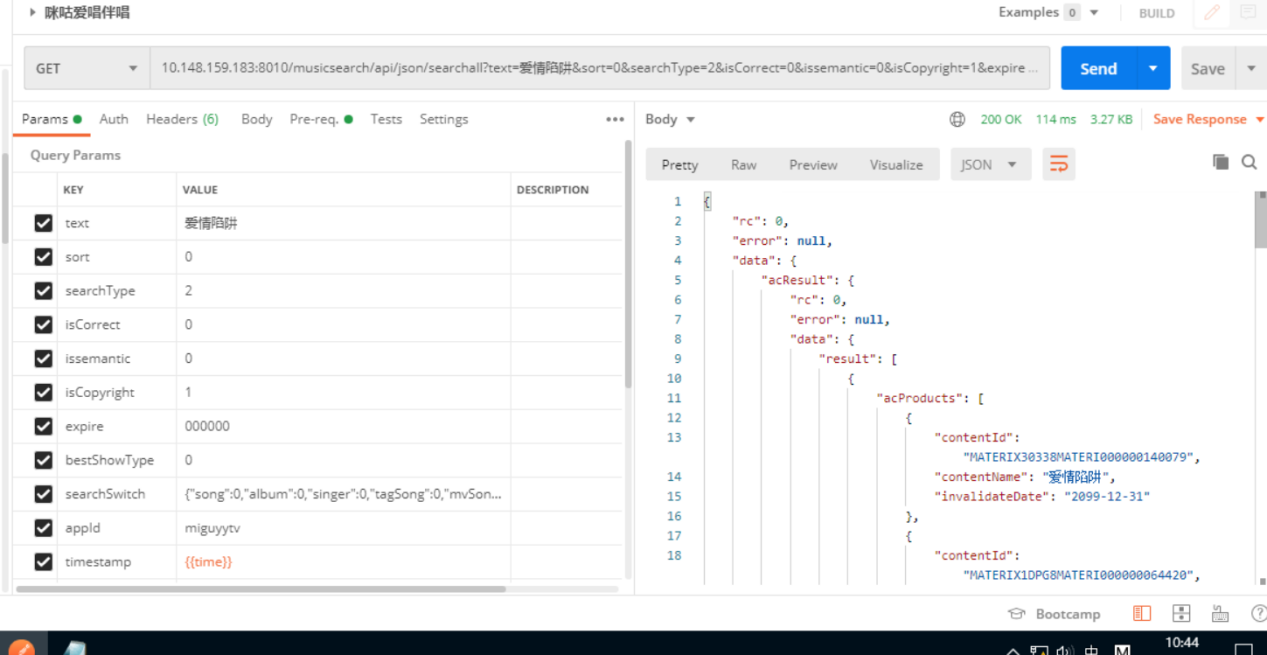 咪咕爱唱伴唱
Examples 0
BUILD
GET
10.148.159.183:8010/musicsearch/api/json/searchall?text=爱情陷阱&sort=0&searchType=2&isCorrect=0&issemantic=0&isCopyright=1&expire ...
Send
Save
Params
Auth
Headers (6)
Body
Pre-req.
Tests
Settings
Query Params
KEY VALUE DESCRIPTION
text 爱情陷阱
sort 0
searchType 2
isCorrect 0
issemantic 0
isCopyright 1
expire 000000
bestShowType 0
searchSwitch {"song":0,"album":0,"singer":0,"tagSong":0,"mvSon...
appId miguyytv
timestamp {{time}}
Body
200 OK 114 ms 3.27 KB Save Response
Pretty Raw Preview Visualize JSON
1 {
2 "rc": 0,
3 "error": null,
4 "data": {
5 "acResult": {
6 "rc": 0,
7 "error": null,
8 "data": {
9 "result": [
10 {
11 "acProducts": [
12 {
13 "contentId":
"MATERIX30338MATERI000000140079",
14 "contentName": "爱情陷阱",
15 "invalidateDate": "2099-12-31"
16 },
17 {
18 "contentId":
"MATERIX1DPG8MATERI000000064420",
Bootcamp
中 M 10:44